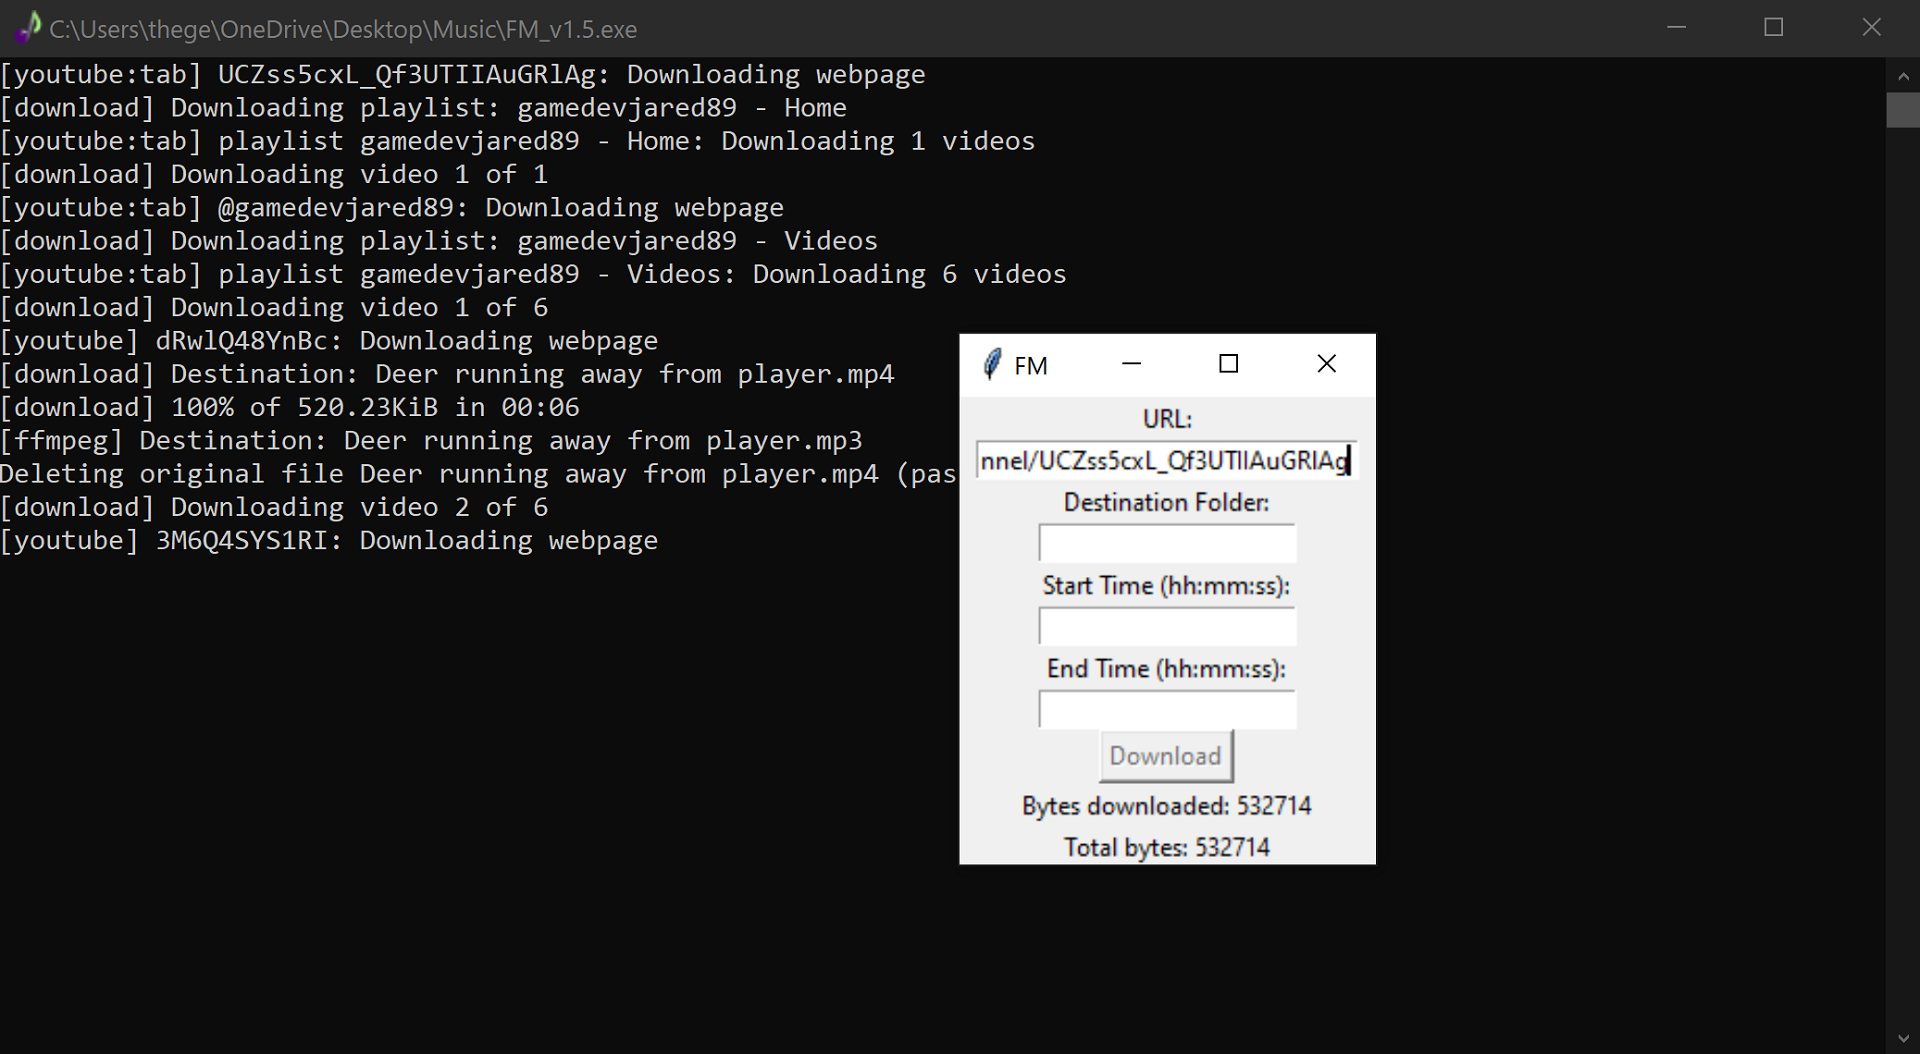 C:\Users\thege\OneDrive\Desktop\Music\FM_v1.5.exe
[youtube:tab] UCZss5cxL_Qf3UTIIAuGRlAg: Downloading webpage
[download] Downloading playlist: gamedevjared89 - Home
[youtube:tab] playlist gamedevjared89 - Home: Downloading 1 videos
[download] Downloading video 1 of 1
[youtube:tab] @gamedevjared89: Downloading webpage
[download] Downloading playlist: gamedevjared89 - Videos
[youtube:tab] playlist gamedevjared89 - Videos: Downloading 6 videos
[download] Downloading video 1 of 6
[youtube] dRwlQ48YnBc: Downloading webpage
[download] Destination: Deer running away from player.mp4
[download] 100% of 520.23KiB in 00:06
[ffmpeg] Destination: Deer running away from player.mp3
Deleting original file Deer running away from player.mp4 (pas
[download] Downloading video 2 of 6
[youtube] 3M6Q4SYS1RI: Downloading webpage
FM
URL:
nnel/UCZss5cxL_Qf3UTIIAuGRlAg
Destination Folder:
Start Time (hh:mm:ss):
End Time (hh:mm:ss):
Download
Bytes downloaded: 532714
Total bytes: 532714